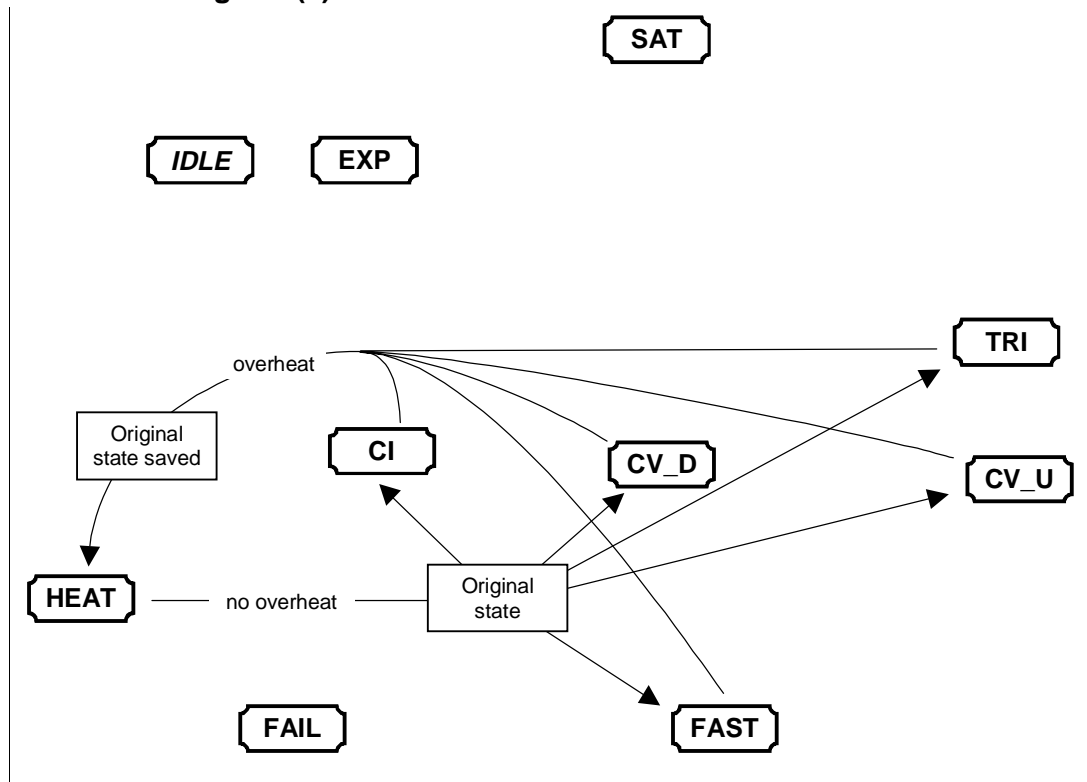 SAT
IDLE
EXP
TRI
overheat
Original
state saved
CI
CV_D
CV_U
HEAT
no overheat
Original
state
FAIL
FAST